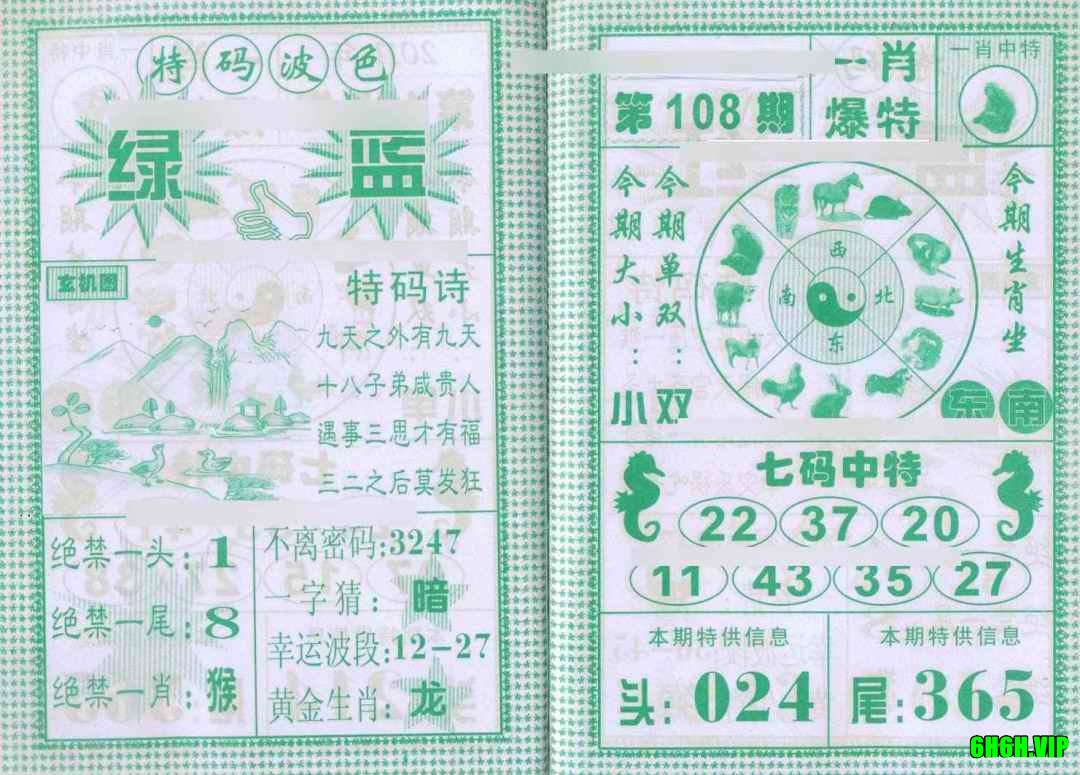 特码波色
绿 蓝
玄机图
特码诗
九天之外有九天
十八子弟咸贵人
遇事三思才有福
三二之后莫发狂
绝禁一头:1
绝禁一尾:8
绝禁一肖:猴
不离密码:3247
一字猜:暗
幸运波段:12-27
黄金生肖:龙
第108期
一肖
爆特
一肖中特
今期大小:小
今期单双:双
西
南 北
东
今期生肖坐
东南
七码中特
22 37 20
11 43 35 27
本期特供信息
头:024
本期特供信息
尾:365
6HGH.VIP